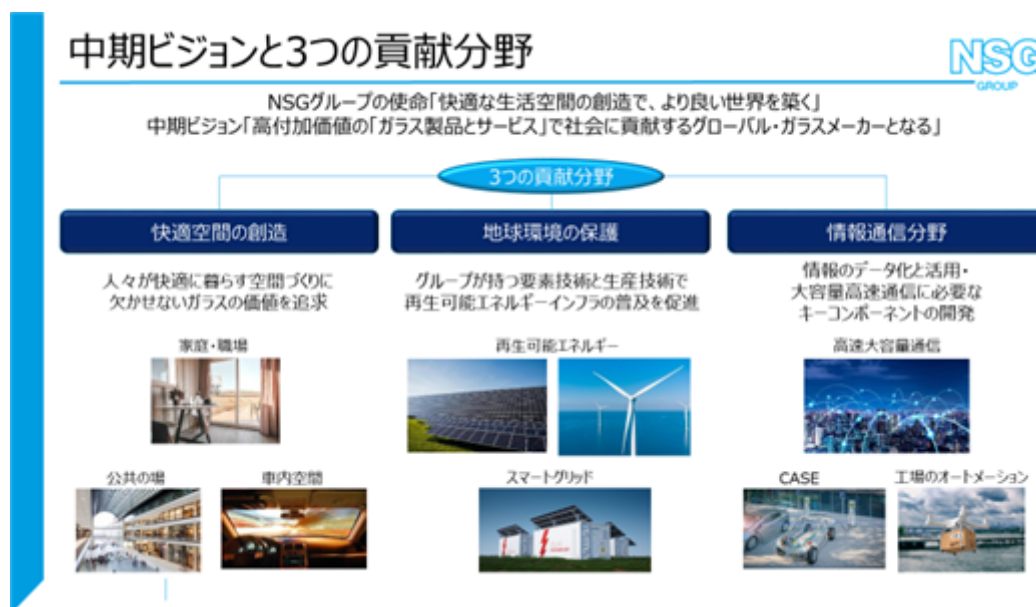 中期ビジョンと3つの貢献分野
NSG
GROUP
NSGグループの使命「快適な生活空間の創造で、より良い世界を築く」
中期ビジョン「高付加価値の「ガラス製品とサービス」で社会に貢献するグローバル・ガラスメーカーとなる」
3つの貢献分野
快適空間の創造
地球環境の保護
情報通信分野
人々が快適に暮らす空間づくりに
欠かせないガラスの価値を追求
グループが持つ要素技術と生産技術で
再生可能エネルギーインフラの普及を促進
情報のデータ化と活用・
大容量高速通信に必要な
キーコンポーネントの開発
家庭・職場
再生可能エネルギー
高速大容量通信
公共の場
車内空間
スマートグリッド
CASE
工場のオートメーション